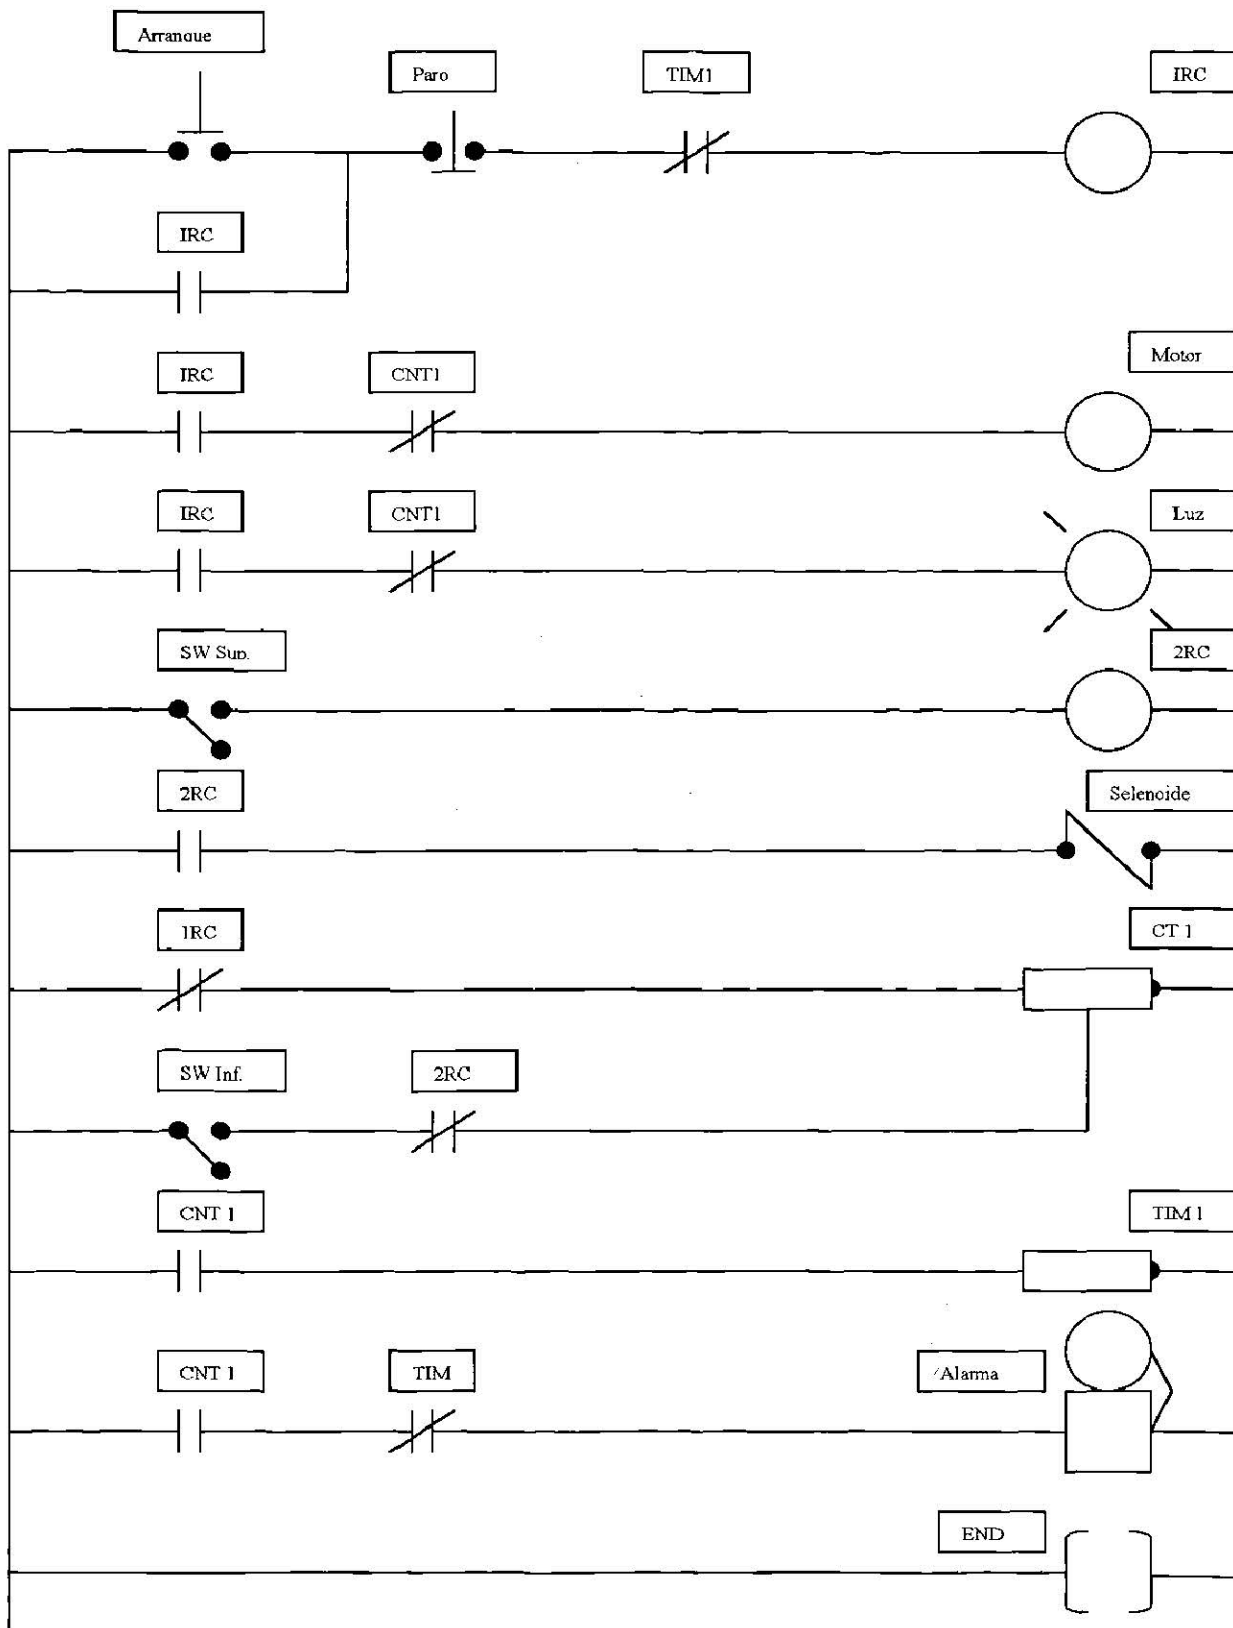 Arranque
Paro
TIM1
IRC
IRC
Motor
IRC
CNT1
Luz
IRC
CNT1
SW Sup.
2RC
2RC
Selenoide
1RC
CT 1
SW Inf.
2RC
CNT 1
TIM 1
CNT 1
TIM
Alarma
END